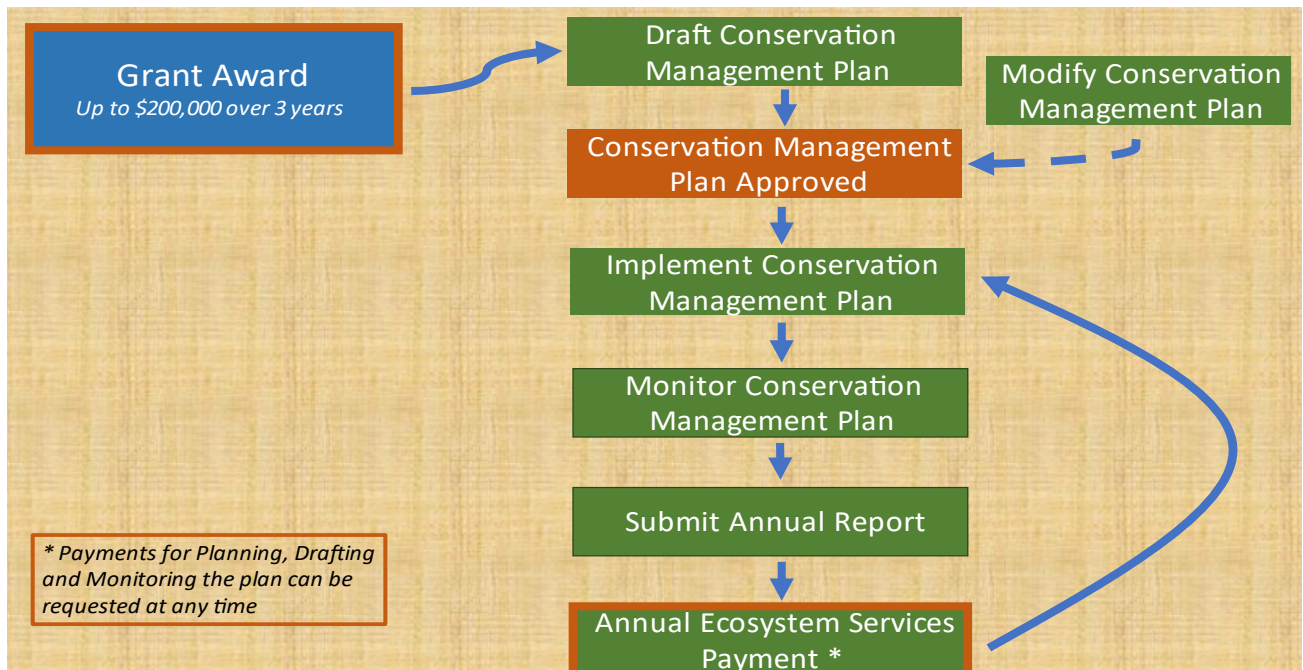 Grant Award
Up to $200,000 over 3 years
Draft Conservation
Management Plan
Modify Conservation
Management Plan
Conservation Management
Plan Approved
Implement Conservation
Management Plan
Monitor Conservation
Management Plan
Submit Annual Report
* Payments for Planning, Drafting
and Monitoring the plan can be
requested at any time
Annual Ecosystem Services
Payment *